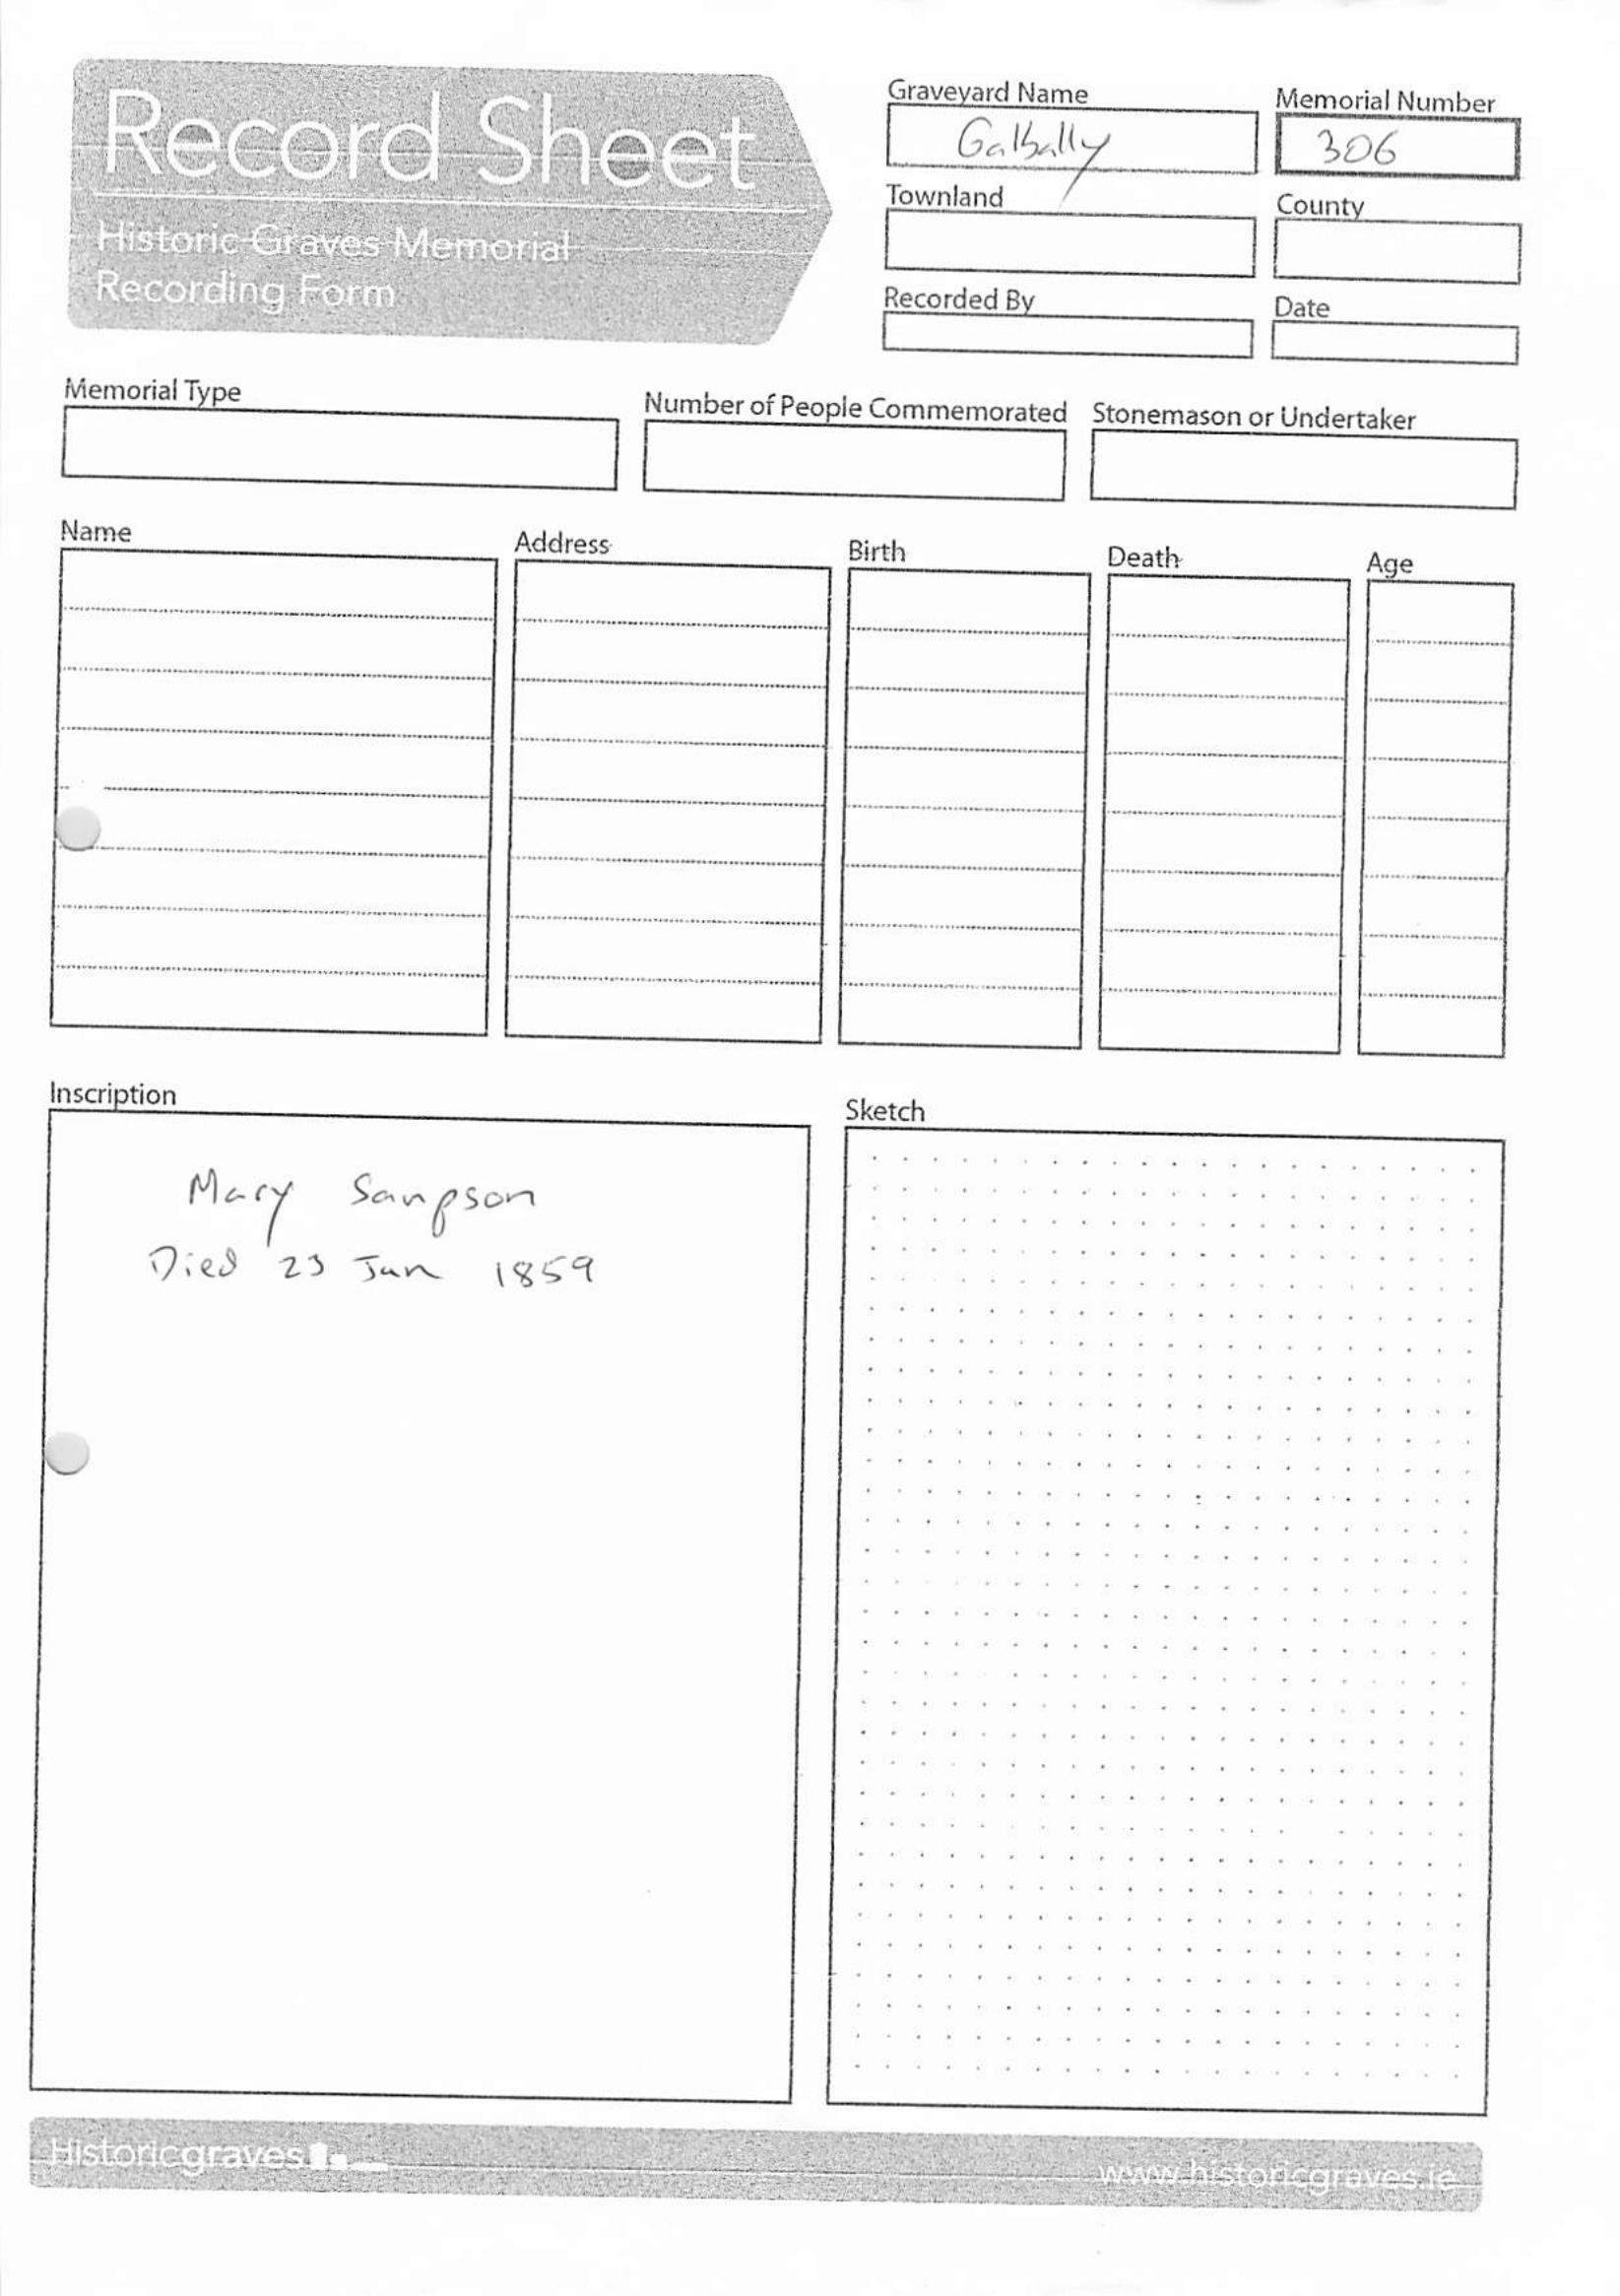 Record Sheet
Historic Graves Memorial
Recording Form
Graveyard Name
Galbally
Memorial Number
306
Townland
County
Recorded By
Date
Memorial Type
Number of People Commemorated
Stonemason or Undertaker
Name
Address
Birth
Death
Age
Inscription
Mary Sampson
Died 23 Jan 1859
Sketch
Historicgraves
www.historicgraves.ie